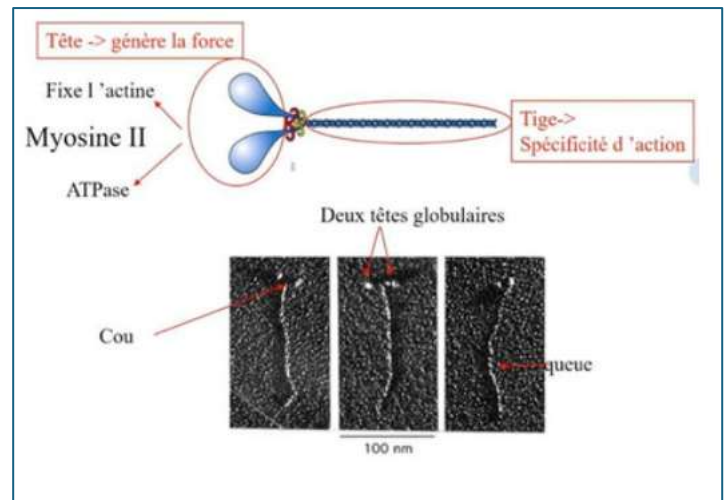 Tête -> génère la force
Fixe l ’actine
Myosine II
ATPase
Tige->
Spécificité d ’action
Deux têtes globulaires
Cou
queue
100 nm